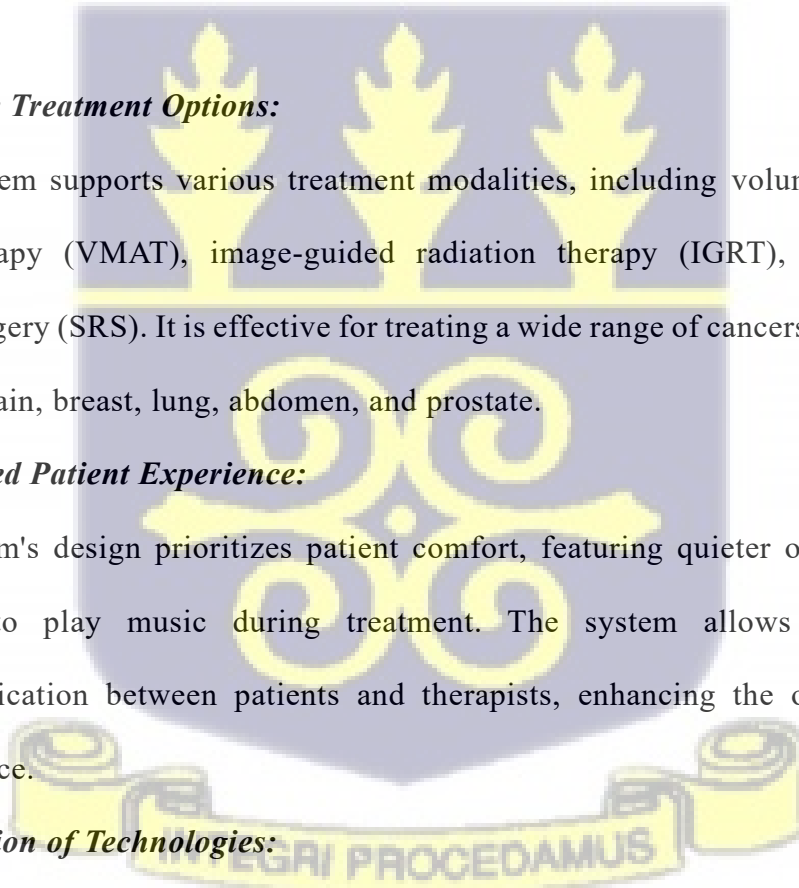 Treatment Options:
em supports various treatment modalities, including volun
apy (VMAT), image-guided radiation therapy (IGRT),
gery (SRS). It is effective for treating a wide range of cancers
ain, breast, lung, abdomen, and prostate.
ed Patient Experience:
m's design prioritizes patient comfort, featuring quieter o
to play music during treatment. The system allows
ication between patients and therapists, enhancing the o
ce.
ion of Technologies:
INTEGRI PROCEDAMUS